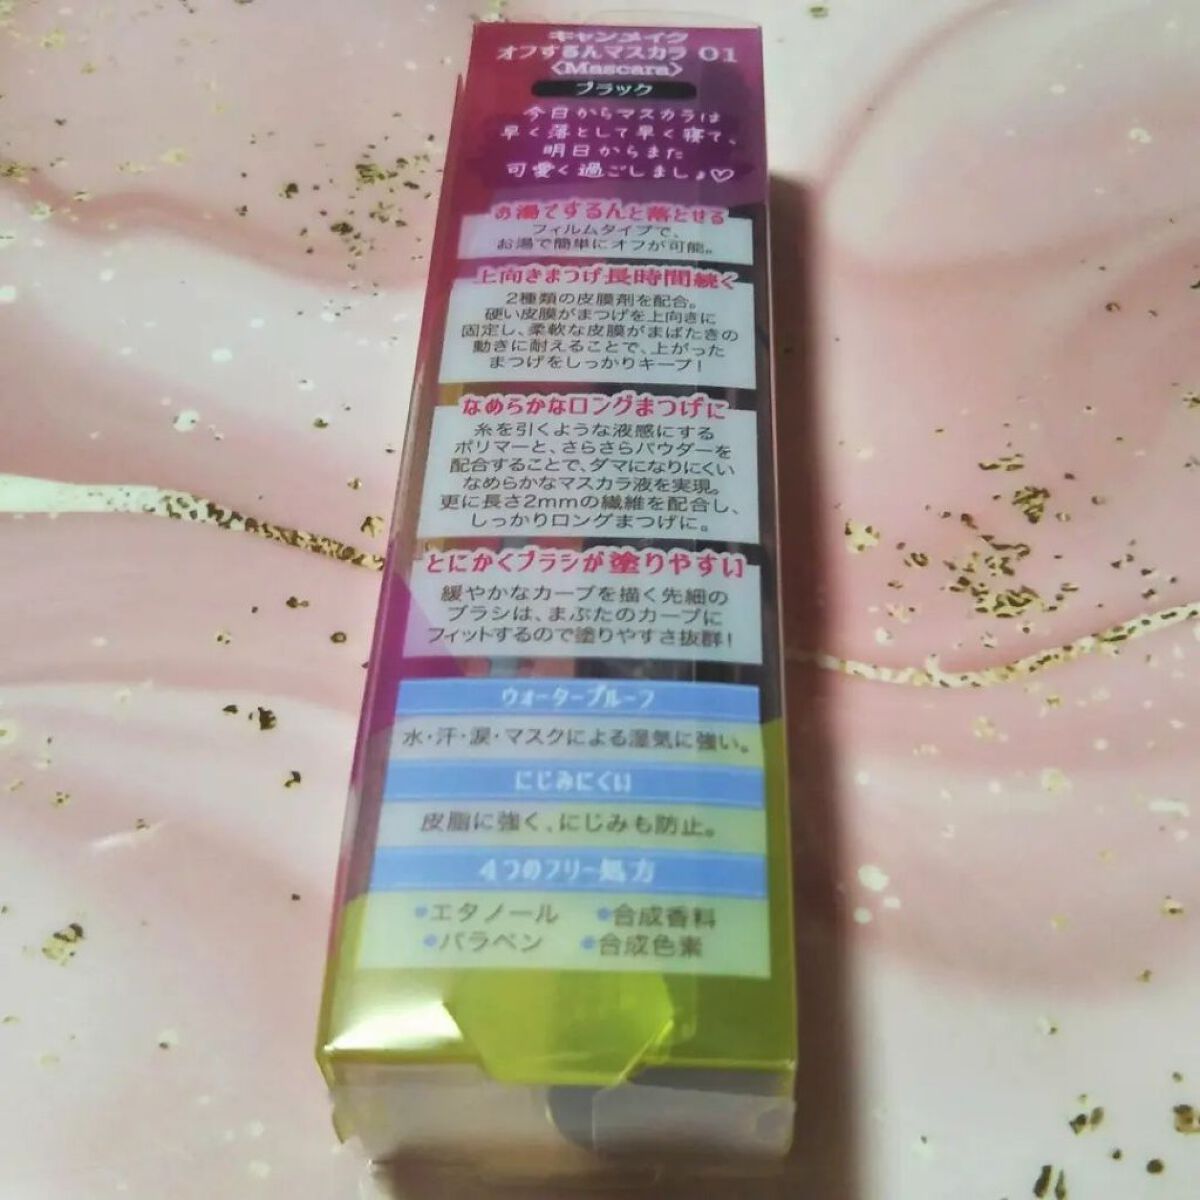 キャンメイク
オフするんマスカラ 01
〈Mascara〉
ブラック
今日からマスカラは
早く落として早く寝て、
明日からまた
可愛く過ごしましょ♡
お湯でするんと落とせる
フィルムタイプで、
お湯で簡単にオフが可能。
上向きまつげ長時間続く
2種類の皮膜剤を配合。
硬い皮膜がまつげを上向きに
固定し、柔軟な皮膜がまばたきの
動きに耐えることで、上がった
まつげをしっかりキープ!
なめらかなロングまつげに
糸を引くような液感にする
ポリマーと、さらさらパウダーを
配合することで、ダマになりにくい
なめらかなマスカラ液を実現。
更に長さ2mmの繊維を配合し、
しっかりロングまつげに。
とにかくブラシが塗りやすい
緩やかなカーブを描く先細の
ブラシは、まぶたのカーブに
フィットするので塗りやすさ抜群!
ウォータープルーフ
水・汗・涙・マスクによる湿気に強い。
にじみにくい
皮脂に強く、にじみも防止。
4つのフリー処方
●エタノール ●合成香料
●パラベン ●合成色素